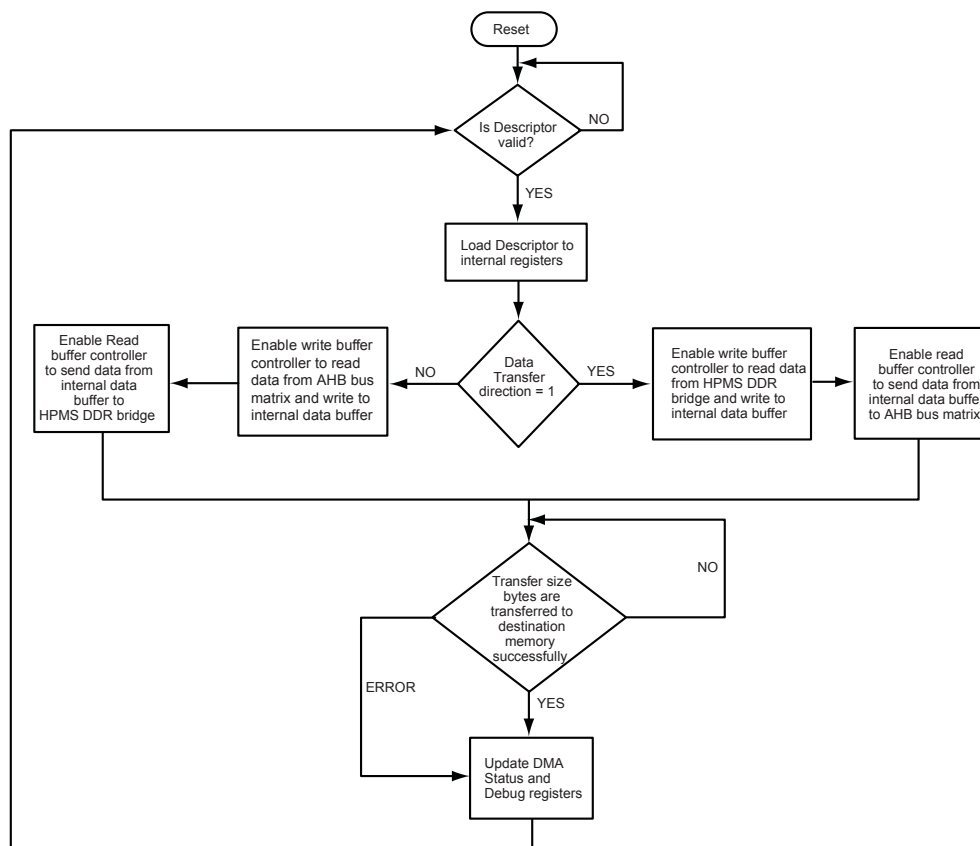 Reset
NO
Is Descriptor
valid?
YES
Load Descriptor to
internal registers
Enable Read
buffer controller
to send data from
internal data
buffer to
HPMS DDR bridge
Enable write buffer
controller to read
data from AHB bus
matrix and write to
internal data buffer
NO
Data
Transfer
direction = 1
YES
Enable write buffer
controller to read data
from HPMS DDR
bridge and write to
internal data buffer
Enable read
buffer controller
to send data from
internal data buffe
to AHB bus matrix
NO
Transfer size
bytes are
transferred to
destination
memory
successfully
ERROR
YES
Update DMA
Status and
Debug registers